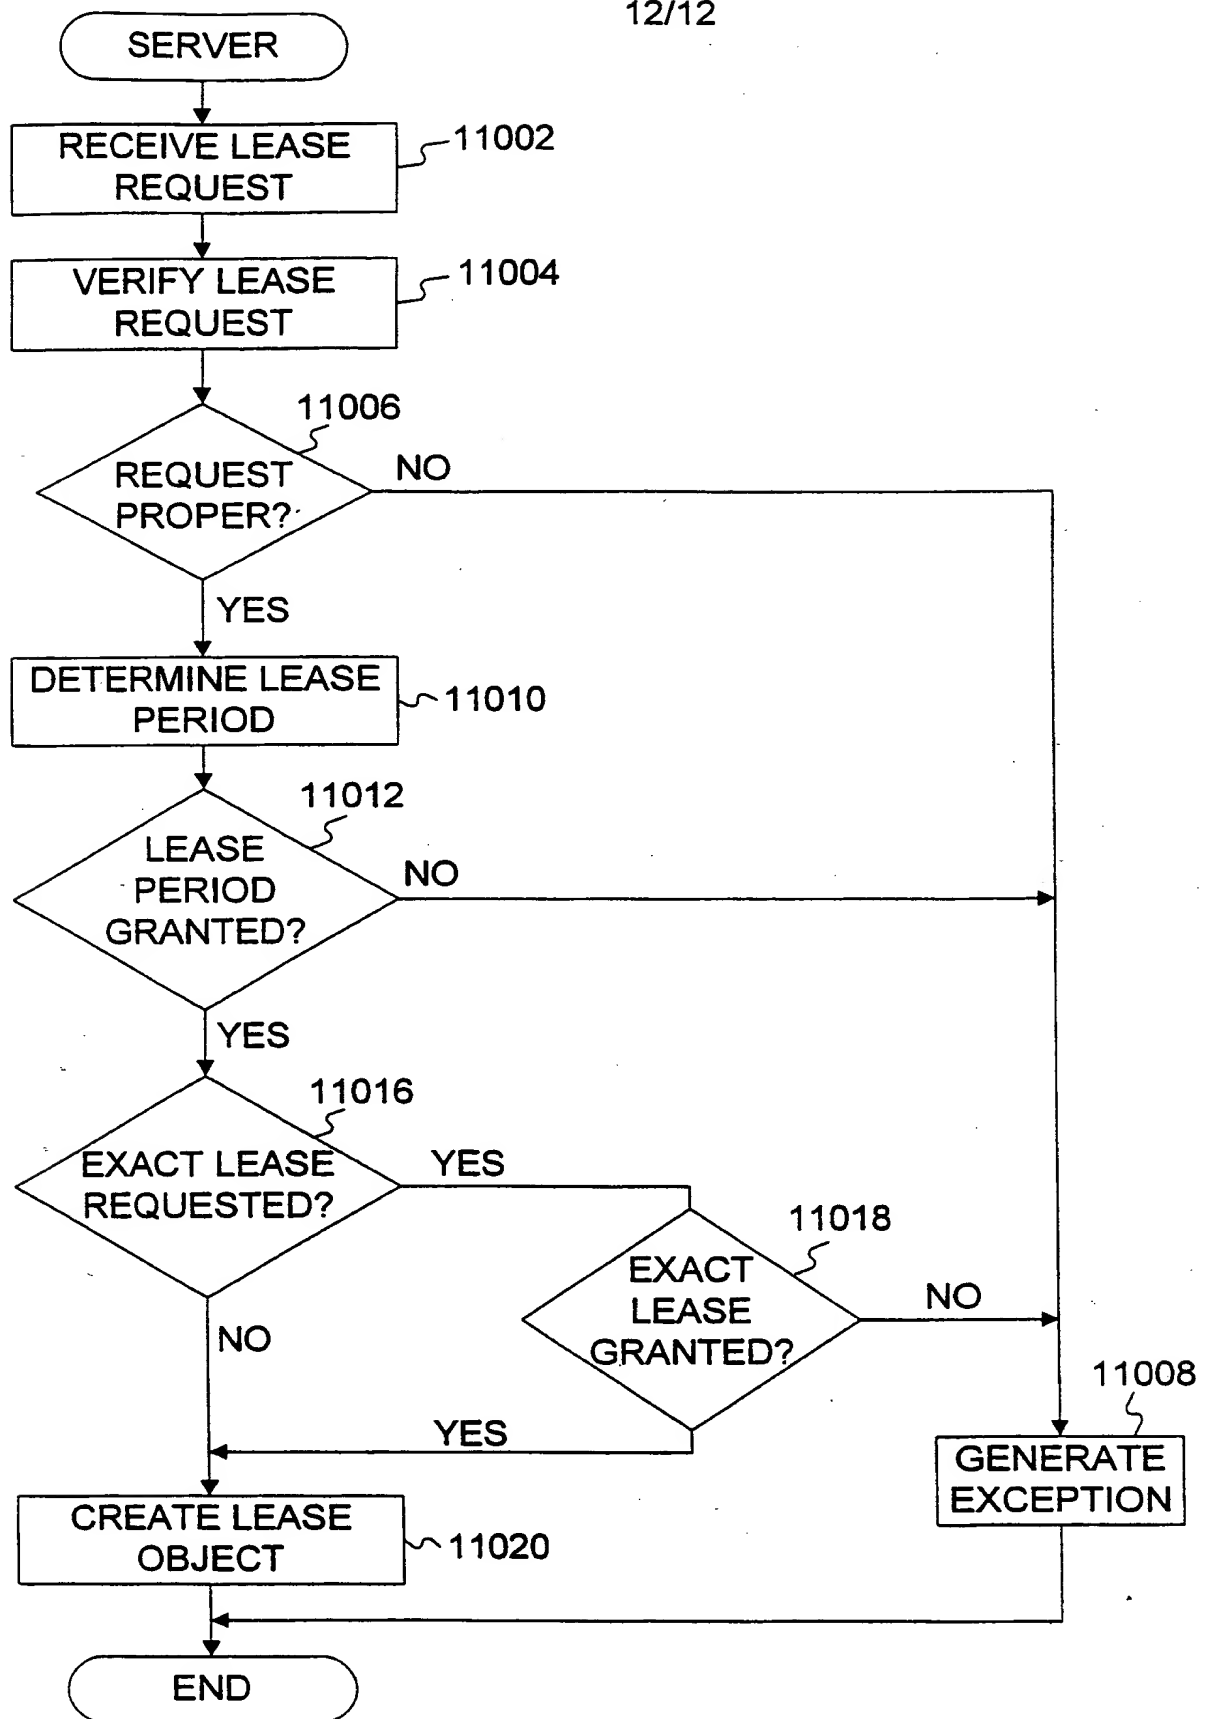 12/12
SERVER
RECEIVE LEASE
REQUEST
11002
VERIFY LEASE
REQUEST
11004
11006
REQUEST
PROPER?
NO
YES
DETERMINE LEASE
PERIOD
11010
11012
LEASE
PERIOD
GRANTED?
NO
YES
11016
EXACT LEASE
REQUESTED?
YES
11018
EXACT
LEASE
GRANTED?
NO
NO
YES
11008
GENERATE
EXCEPTION
CREATE LEASE
OBJECT
11020
END